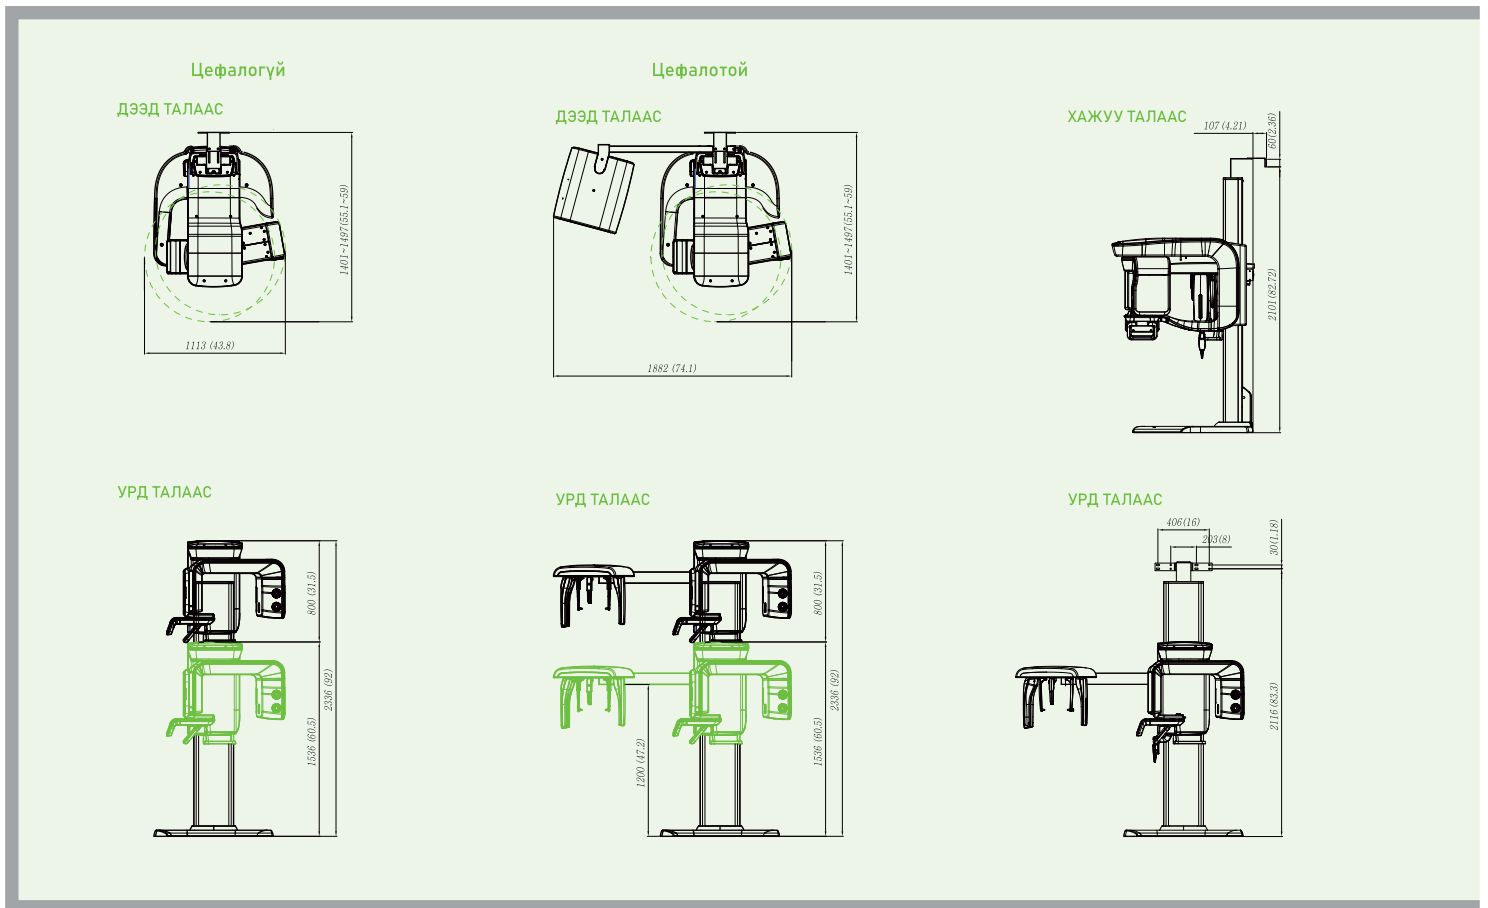 Цефалогүй
ДЭЭД ТАЛААС
1401~1497(55.1~59)
1113 (43.8)
Цефалотой
ДЭЭД ТАЛААС
1401~1497(55.1~59)
1882 (74.1)
ХАЖУУ ТАЛААС
107 (4.21)
60(2.36)
2101 (82.72)
УРД ТАЛААС
800 (31.5)
2336 (92)
1536 (60.5)
УРД ТАЛААС
800 (31.5)
2336 (92)
1536 (60.5)
1200 (47.2)
УРД ТАЛААС
406(16)
203(8)
30(1.18)
2116 (83.3)